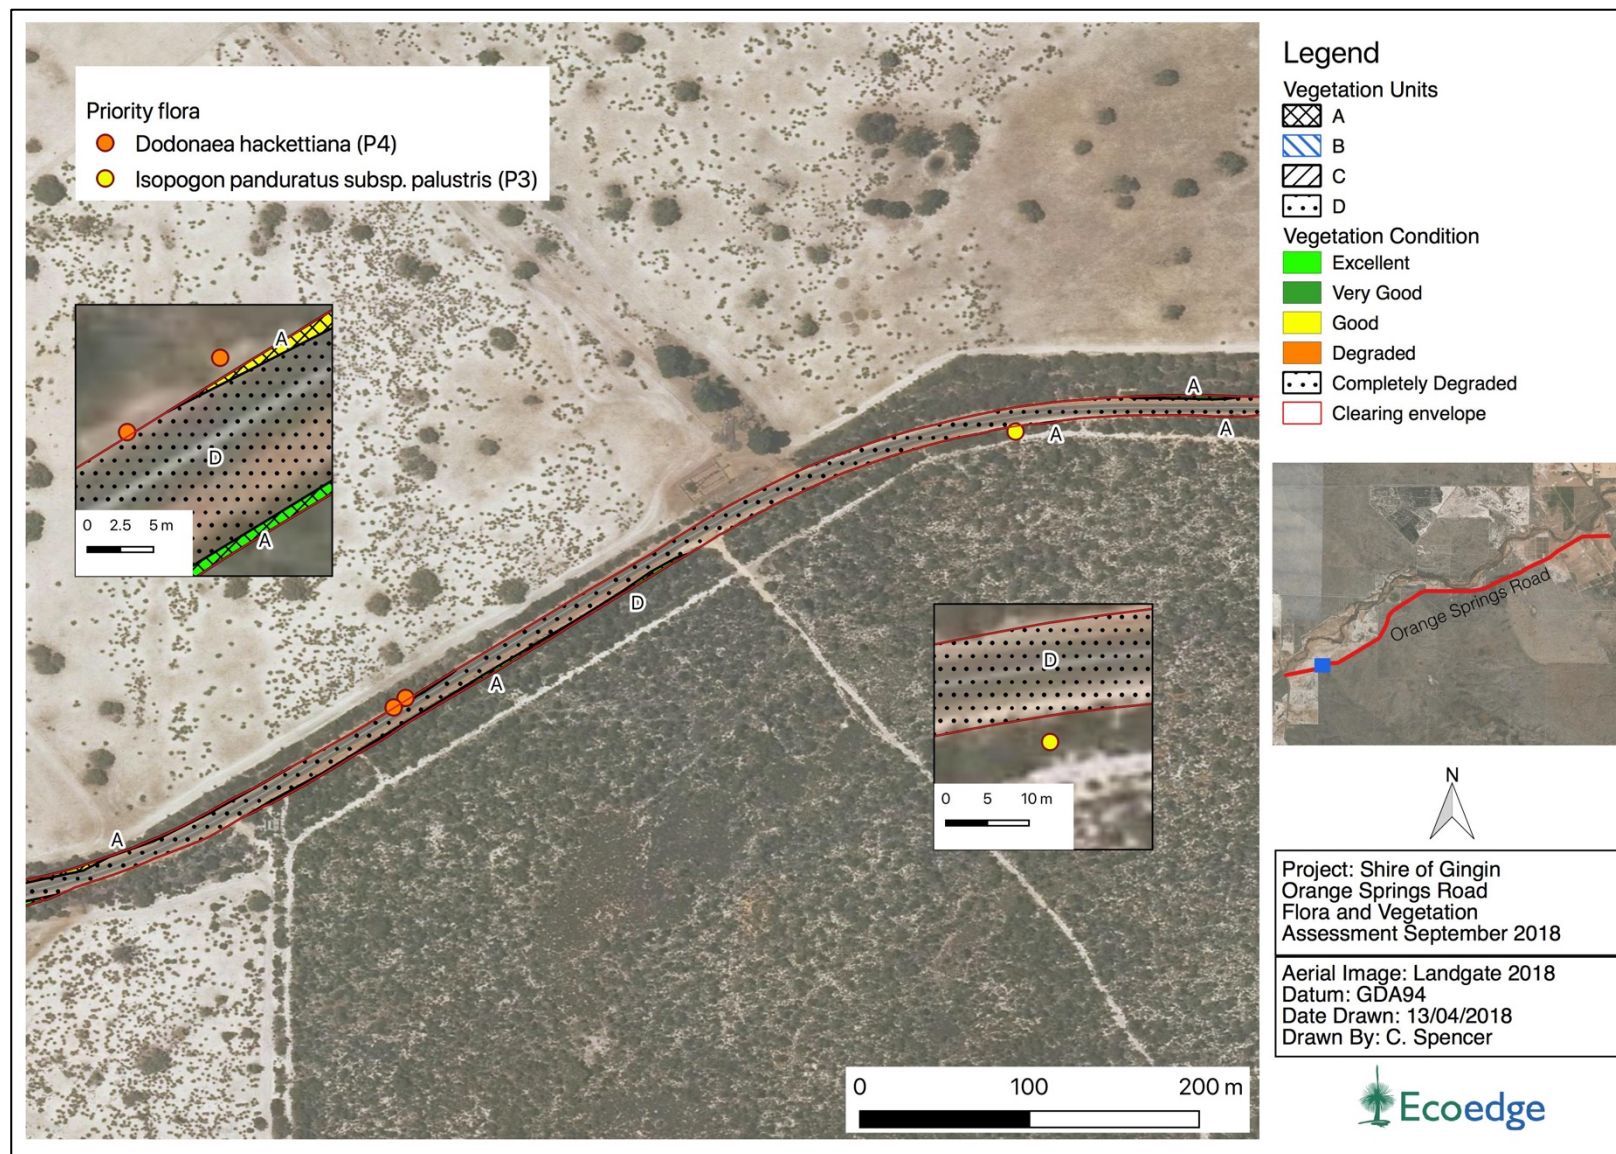 Priority flora
Dodonaea hackettiana (P4)
Isopogon panduratus subsp. palustris (P3)
A
D
A
0 2.5 5 m
A
A
A
D
A
D
0 5 10 m
A
0 100 200 m
Legend
Vegetation Units
A
B
C
D
Vegetation Condition
Excellent
Very Good
Good
Degraded
Completely Degraded
Clearing envelope
Orange Springs Road
N
Project: Shire of Gingin
Orange Springs Road
Flora and Vegetation
Assessment September 2018
Aerial Image: Landgate 2018
Datum: GDA94
Date Drawn: 13/04/2018
Drawn By: C. Spencer
Ecoedge